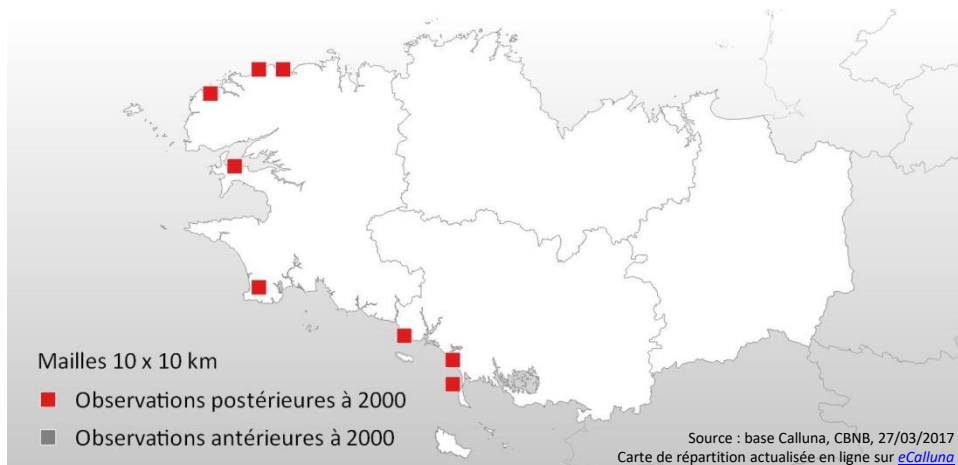 Mailles 10 x 10 km
Observations postérieures à 2000
Observations antérieures à 2000
Source : base Calluna, CBNB, 27/03/2017
Carte de répartition actualisée en ligne sur eCalluna